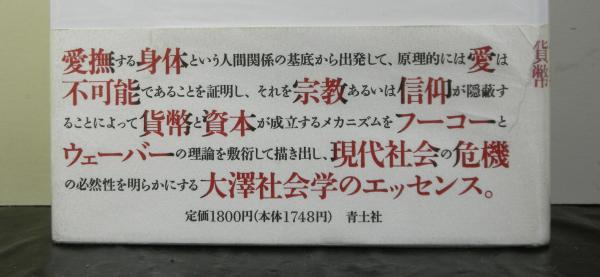 愛撫する身体という人間関係の基底から出発して、原理的には愛は
不可能であることを証明し、それを宗教あるいは信仰が隠蔽す
ることによって貨幣と資本が成立するメカニズムをフーコーと
ウェーバーの理論を敷衍して描き出し、現代社会の危機
の必然性を明らかにする大澤社会学のエッセンス。
定価1800円(本体1748円) 青土社
貨幣